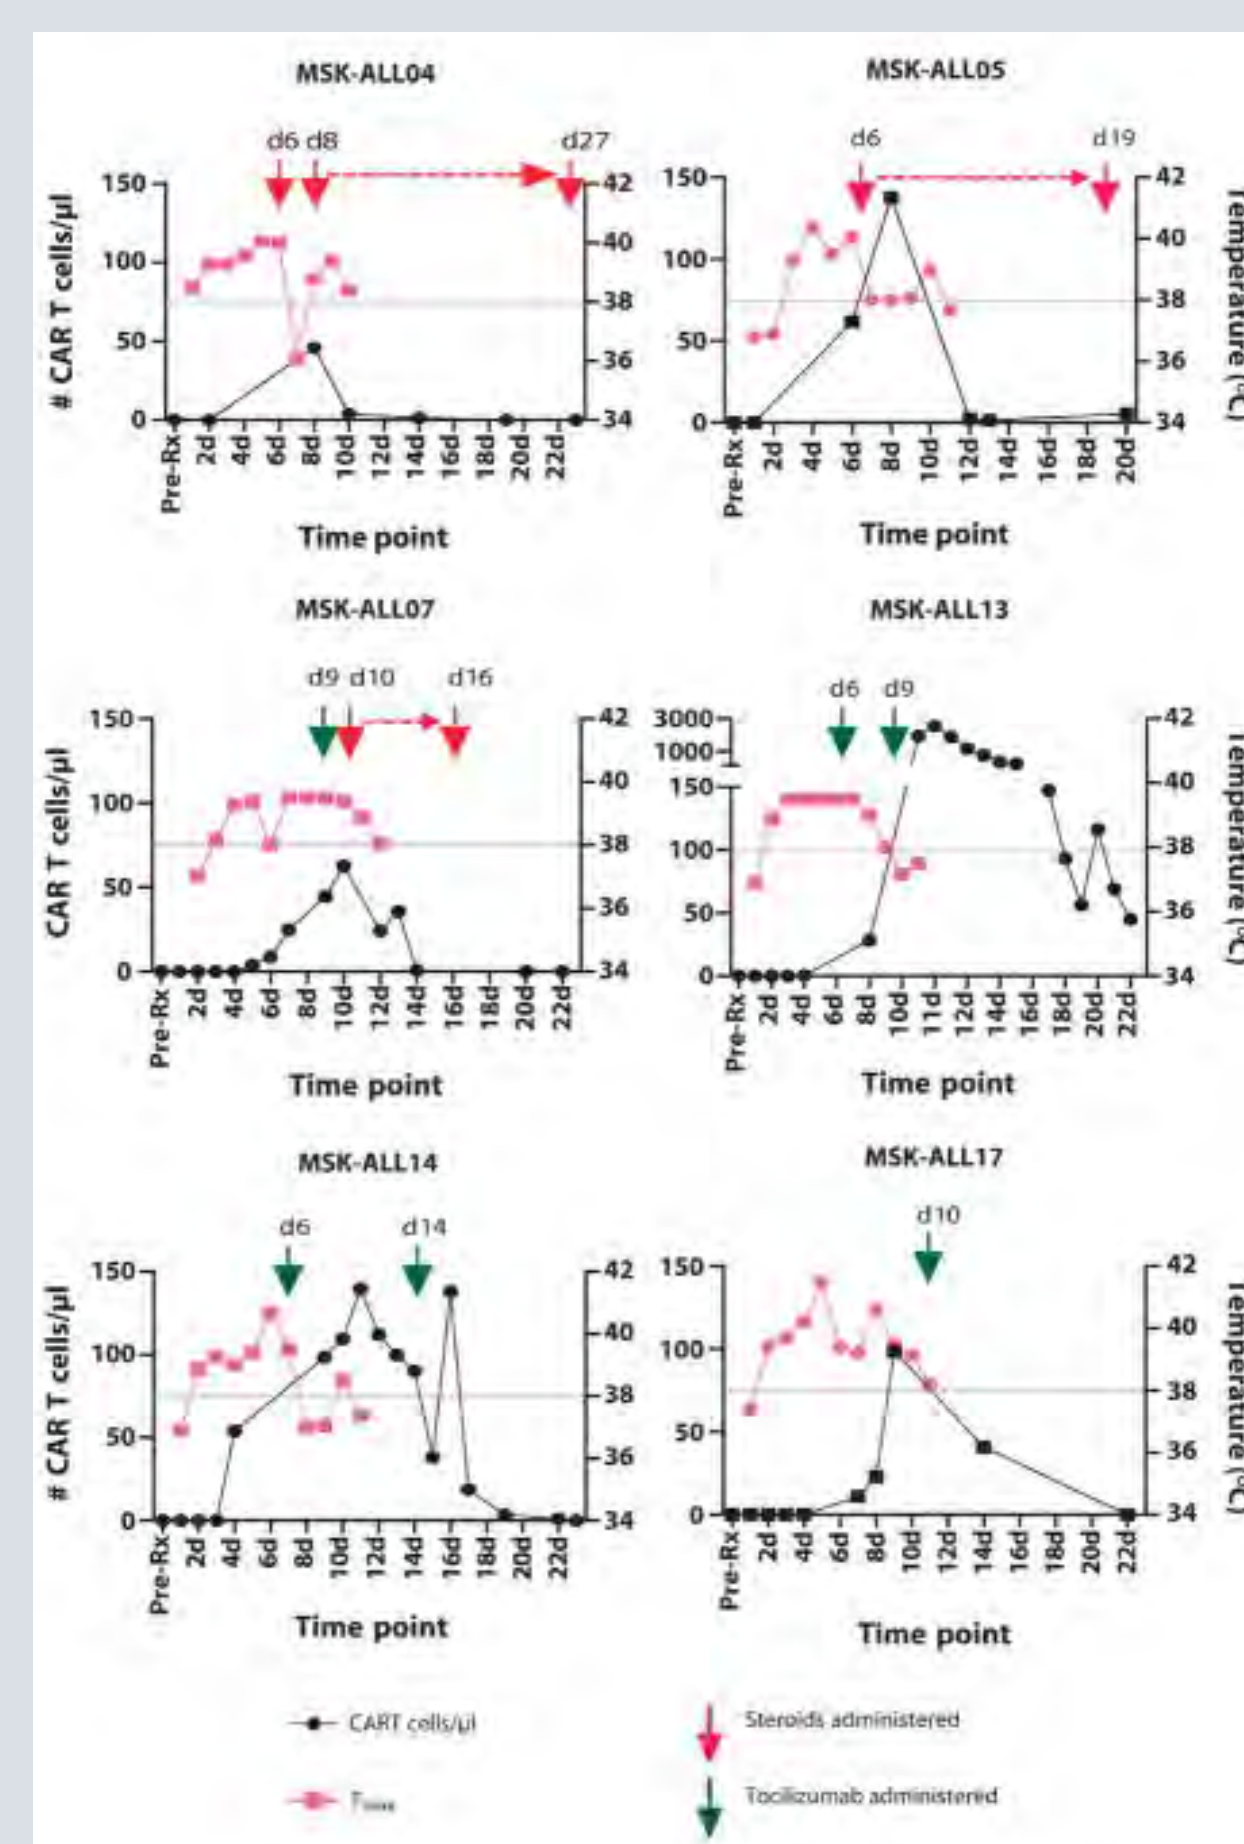 MSK-ALL04
d6 d8 d27
# CAR T cells/µl
150
100
50
0
42
40
38
36
34
Pre-Rx 2d 4d 6d 8d 10d 12d 14d 16d 18d 20d 22d
Time point
MSK-ALL05
d6 d19
150
100
50
0
42
40
38
36
34
Temperature (°C)
Pre-Rx 2d 4d 6d 8d 10d 12d 14d 16d 18d 20d
Time point
MSK-ALL07
d9 d10 d16
CAR T cells/µl
150
100
50
0
42
40
38
36
34
Pre-Rx 2d 4d 6d 8d 10d 12d 14d 16d 18d 20d 22d
Time point
MSK-ALL13
d6 d9
3000
1000
150
100
50
0
42
40
38
36
34
Temperature (°C)
Pre-Rx 2d 4d 6d 8d 10d 11d 12d 14d 16d 18d 20d 22d
Time point
MSK-ALL14
d6 d14
# CAR T cells/µl
150
100
50
0
42
40
38
36
34
Pre-Rx 2d 4d 6d 8d 10d 12d 14d 16d 18d 20d 22d
Time point
MSK-ALL17
d10
150
100
50
0
42
40
38
36
34
Temperature (°C)
Pre-Rx 2d 4d 6d 8d 10d 12d 14d 16d 18d 20d 22d
Time point
CART cells/µl
Steroids administered
Tocilizumab administered